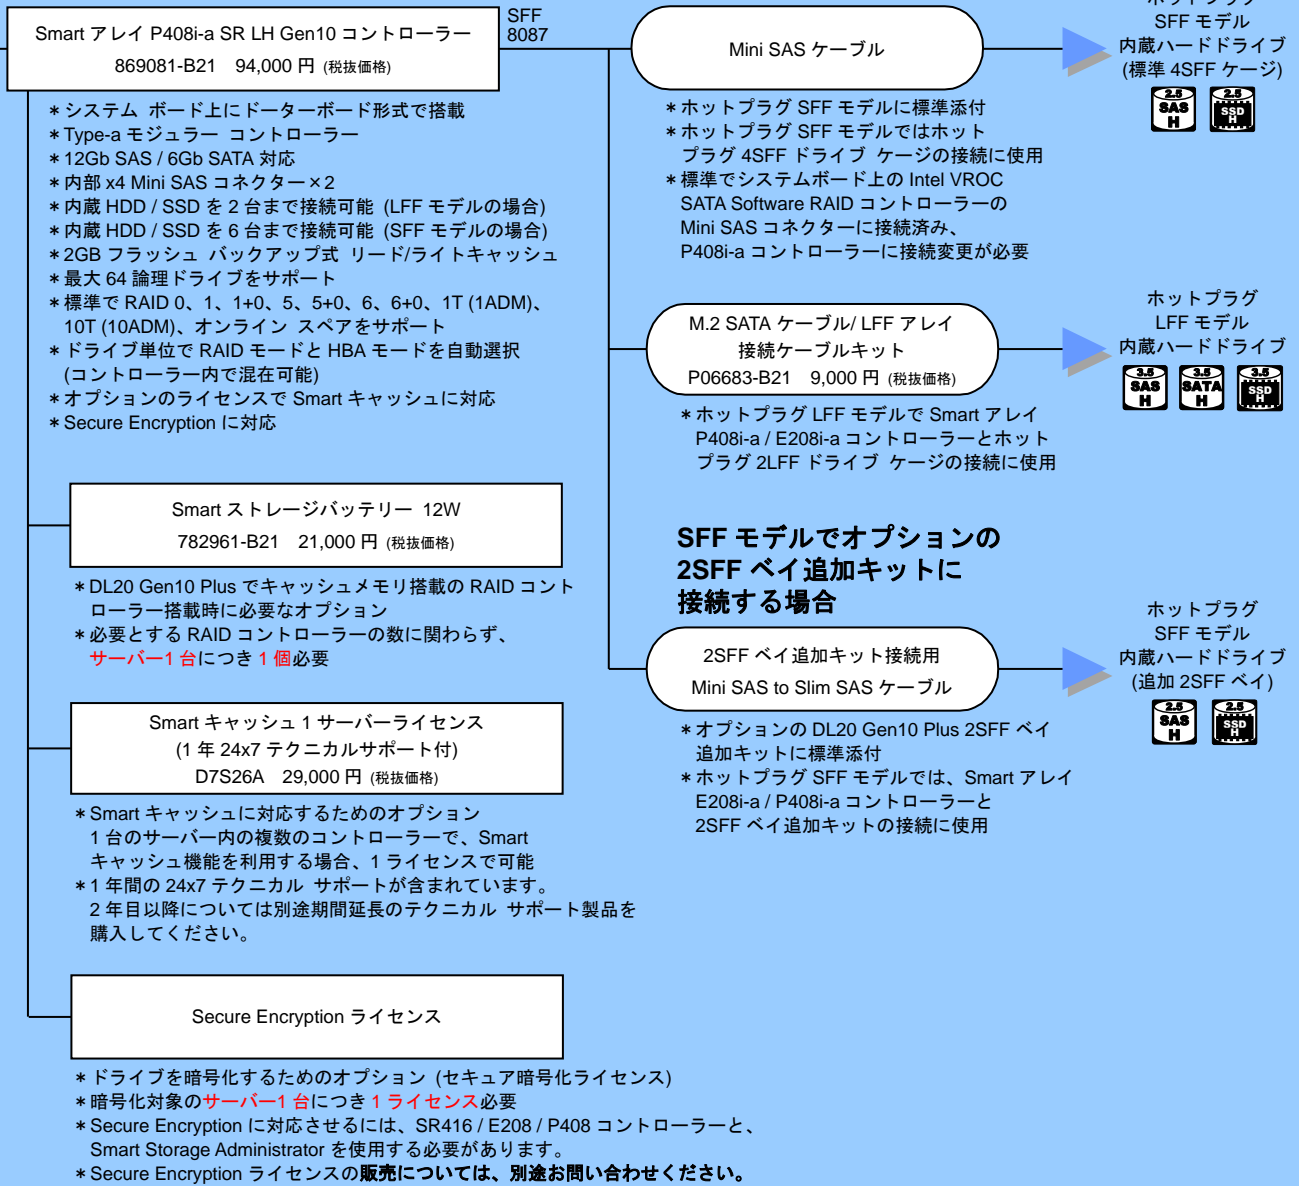 Smart アレイ P408i-a SR LH Gen10 コントローラー
869081-B21 94,000 円 (税抜価格)
SFF
8087
＊システム ボード上にドーターボード形式で搭載
＊Type-a モジュラー コントローラー
＊12Gb SAS / 6Gb SATA 対応
＊内部 x4 Mini SAS コネクター×2
＊内蔵 HDD / SSD を 2 台まで接続可能 (LFF モデルの場合)
＊内蔵 HDD / SSD を 6 台まで接続可能 (SFF モデルの場合)
＊2GB フラッシュ バックアップ式 リード/ライトキャッシュ
＊最大 64 論理ドライブをサポート
＊標準で RAID 0、1、1+0、5、5+0、6、6+0、1T (1ADM)、
10T (10ADM)、オンライン スペアをサポート
＊ドライブ単位で RAID モードと HBA モードを自動選択
(コントローラー内で混在可能)
＊オプションのライセンスで Smart キャッシュに対応
＊Secure Encryption に対応
Smart ストレージバッテリー 12W
782961-B21 21,000 円 (税抜価格)
＊DL20 Gen10 Plus でキャッシュメモリ搭載の RAID コント
ローラー搭載時に必要なオプション
＊必要とする RAID コントローラーの数に関わらず、
サーバー1 台につき 1 個必要
Smart キャッシュ 1 サーバーライセンス
(1 年 24x7 テクニカルサポート付)
D7S26A 29,000 円 (税抜価格)
＊Smart キャッシュに対応するためのオプション
1 台のサーバー内の複数のコントローラーで、Smart
キャッシュ機能を利用する場合、1 ライセンスで可能
＊1 年間の 24x7 テクニカル サポートが含まれています。
2 年目以降については別途期間延長のテクニカル サポート製品を
購入してください。
Secure Encryption ライセンス
＊ドライブを暗号化するためのオプション (セキュア暗号化ライセンス)
＊暗号化対象のサーバー1 台につき 1 ライセンス必要
＊Secure Encryption に対応させるには、SR416 / E208 / P408 コントローラーと、
Smart Storage Administrator を使用する必要があります。
＊Secure Encryption ライセンスの販売については、別途お問い合わせください。
Mini SAS ケーブル
＊ホットプラグ SFF モデルに標準添付
＊ホットプラグ SFF モデルではホット
プラグ 4SFF ドライブ ケージの接続に使用
＊標準でシステムボード上の Intel VROC
SATA Software RAID コントローラーの
Mini SAS コネクターに接続済み、
P408i-a コントローラーに接続変更が必要
ホットプラグ
SFF モデル
内蔵ハードドライブ
(標準 4SFF ケージ)
2.5 SAS H
2.5 SSD H
M.2 SATA ケーブル/ LFF アレイ
接続ケーブルキット
P06683-B21 9,000 円 (税抜価格)
＊ホットプラグ LFF モデルで Smart アレイ
P408i-a / E208i-a コントローラーとホット
プラグ 2LFF ドライブ ケージの接続に使用
ホットプラグ
LFF モデル
内蔵ハードドライブ
3.5 SAS H
3.5 SATA H
3.5 SSD H
SFF モデルでオプションの
2SFF ベイ追加キットに
接続する場合
2SFF ベイ追加キット接続用
Mini SAS to Slim SAS ケーブル
＊オプションの DL20 Gen10 Plus 2SFF ベイ
追加キットに標準添付
＊ホットプラグ SFF モデルでは、Smart アレイ
E208i-a / P408i-a コントローラーと
2SFF ベイ追加キットの接続に使用
ホットプラグ
SFF モデル
内蔵ハードドライブ
(追加 2SFF ベイ)
2.5 SAS H
2.5 SSD H